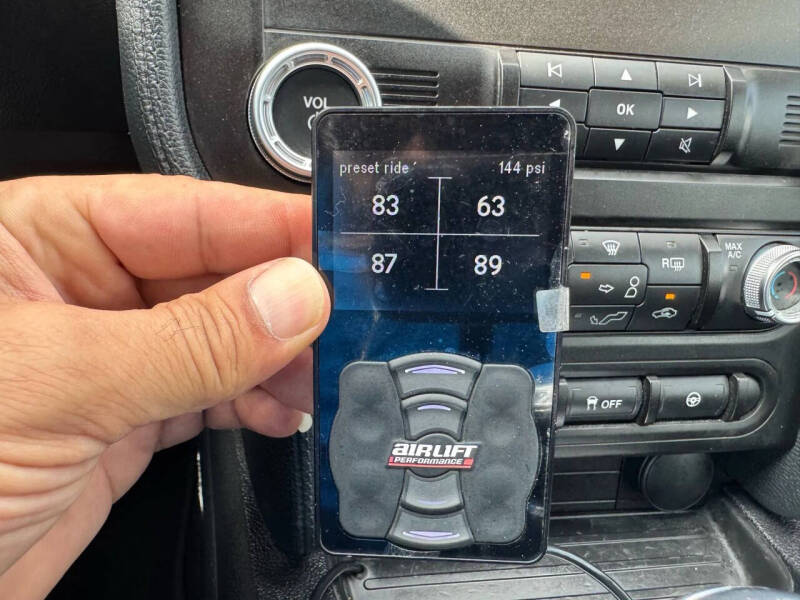 VOL
OK
preset ride 144 psi
83 63
87 89
R
MAX
A/C
OFF
AIRLIFT
PERFORMANCE